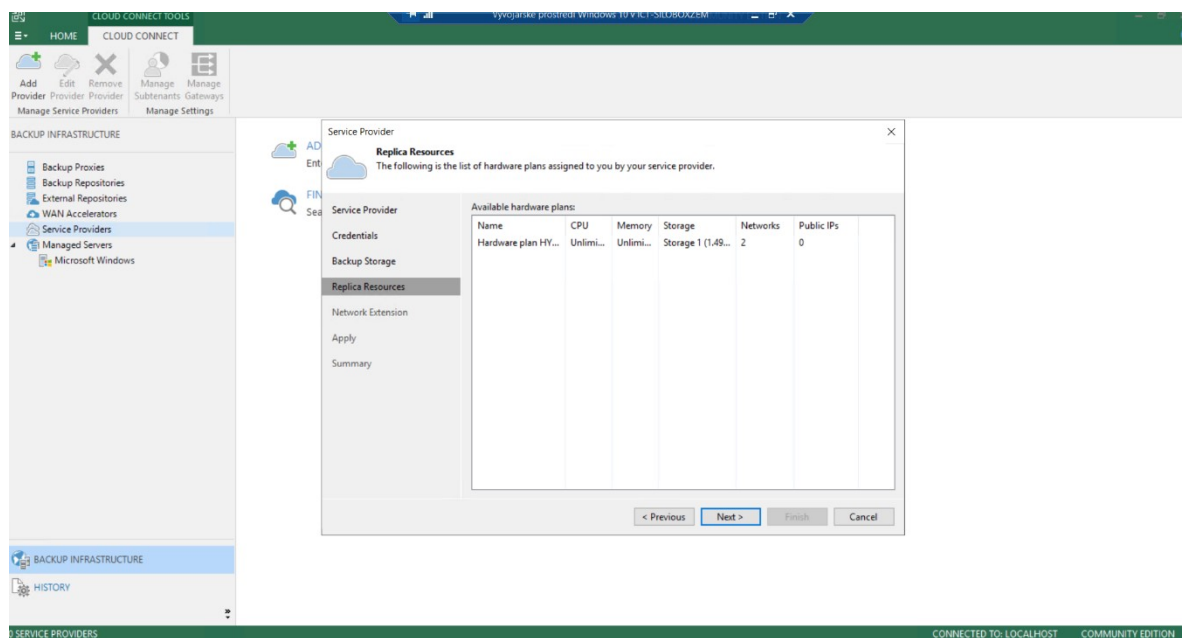 CLOUD CONNECT TOOLS
Vyvojarske prostredi Windows 10 v ICT-SILOBOXZEM
HOME CLOUD CONNECT
Add Provider
Edit Provider
Remove Provider
Manage Subtenants
Manage Gateways
Manage Service Providers
Manage Settings
BACKUP INFRASTRUCTURE
Backup Proxies
Backup Repositories
External Repositories
WAN Accelerators
Service Providers
Managed Servers
Microsoft Windows
AD
Ent
FIN
Sea
Service Provider
Replica Resources
The following is the list of hardware plans assigned to you by your service provider.
Service Provider
Credentials
Backup Storage
Replica Resources
Network Extension
Apply
Summary
Available hardware plans:
Name CPU Memory Storage Networks Public IPs
Hardware plan HY... Unlimi... Unlimi... Storage 1 (1.49... 2 0
< Previous Next > Finish Cancel
BACKUP INFRASTRUCTURE
HISTORY
SERVICE PROVIDERS
CONNECTED TO: LOCALHOST COMMUNITY EDITION